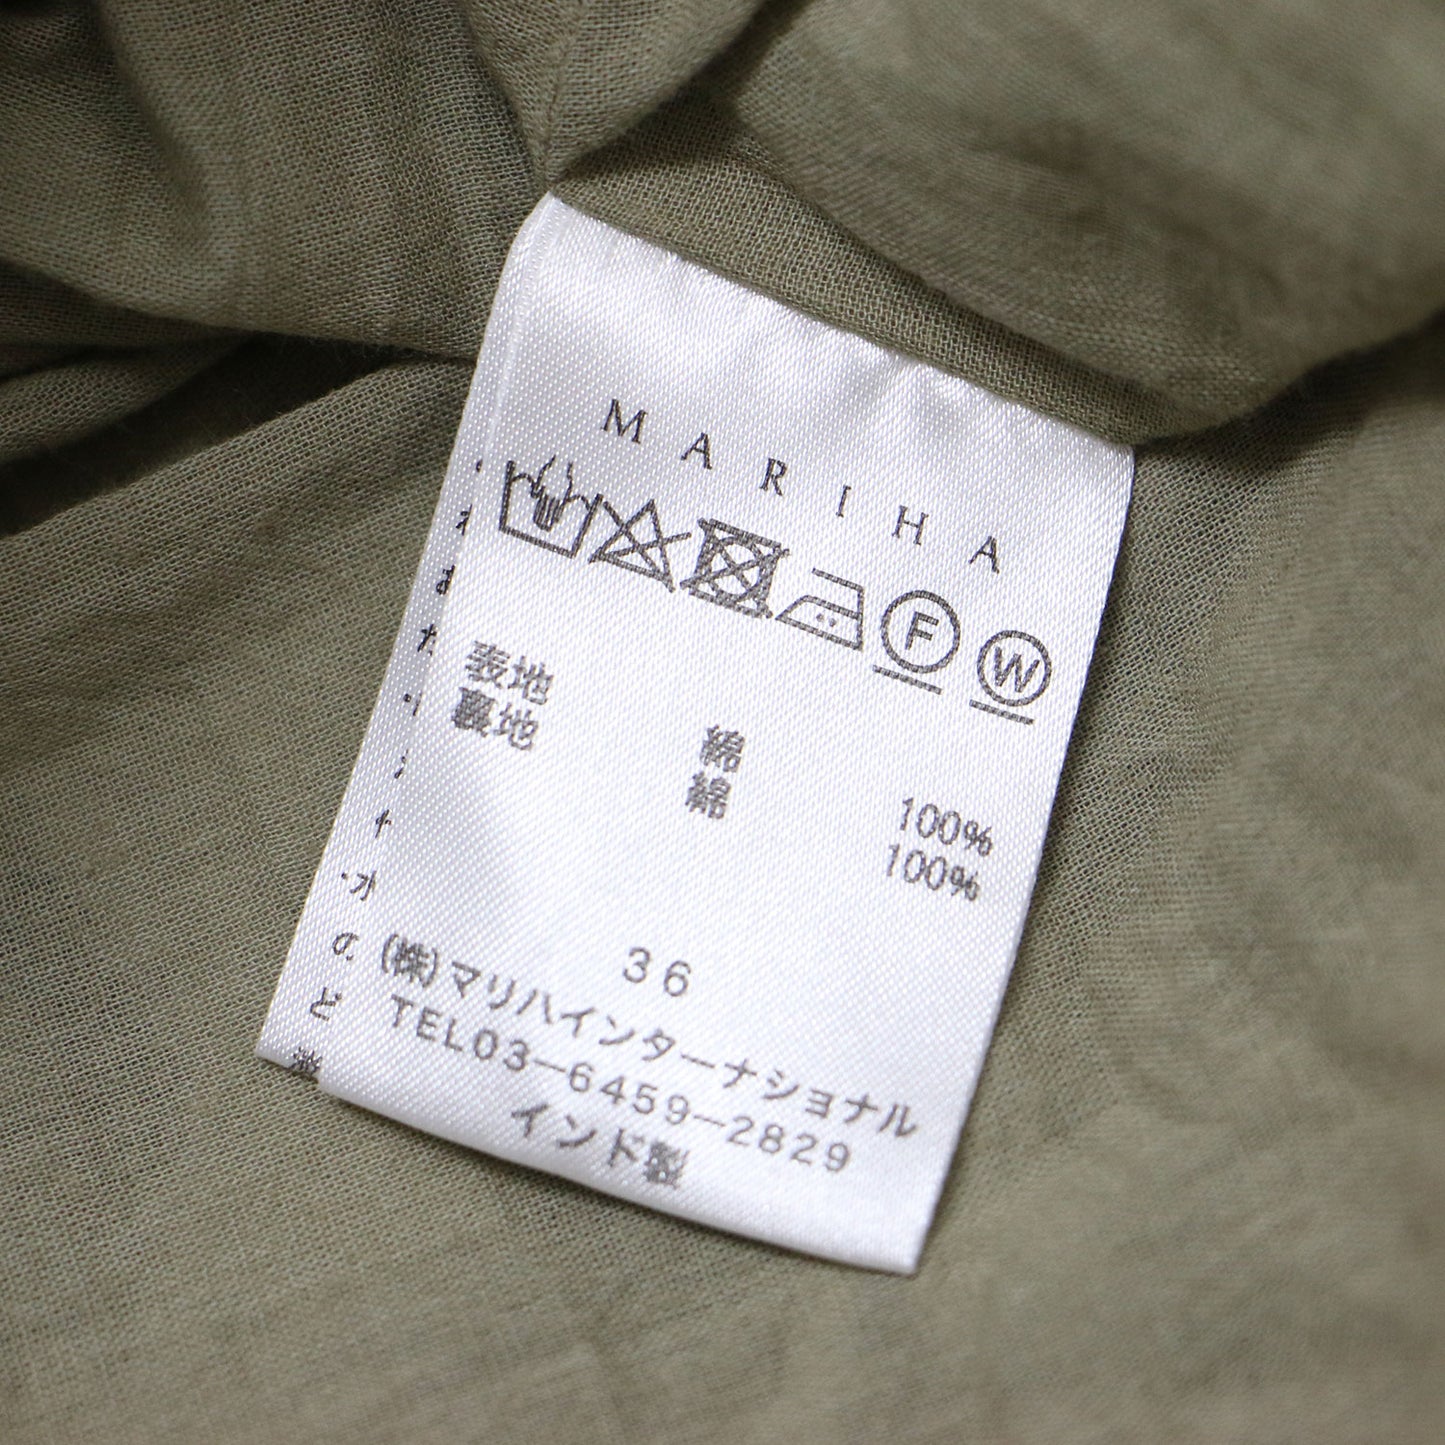 MARIHA
F W
表地 綿 100%
裏地 綿 100%
36
(株)マリハインターナショナル
TEL03-6459-2829
インド製